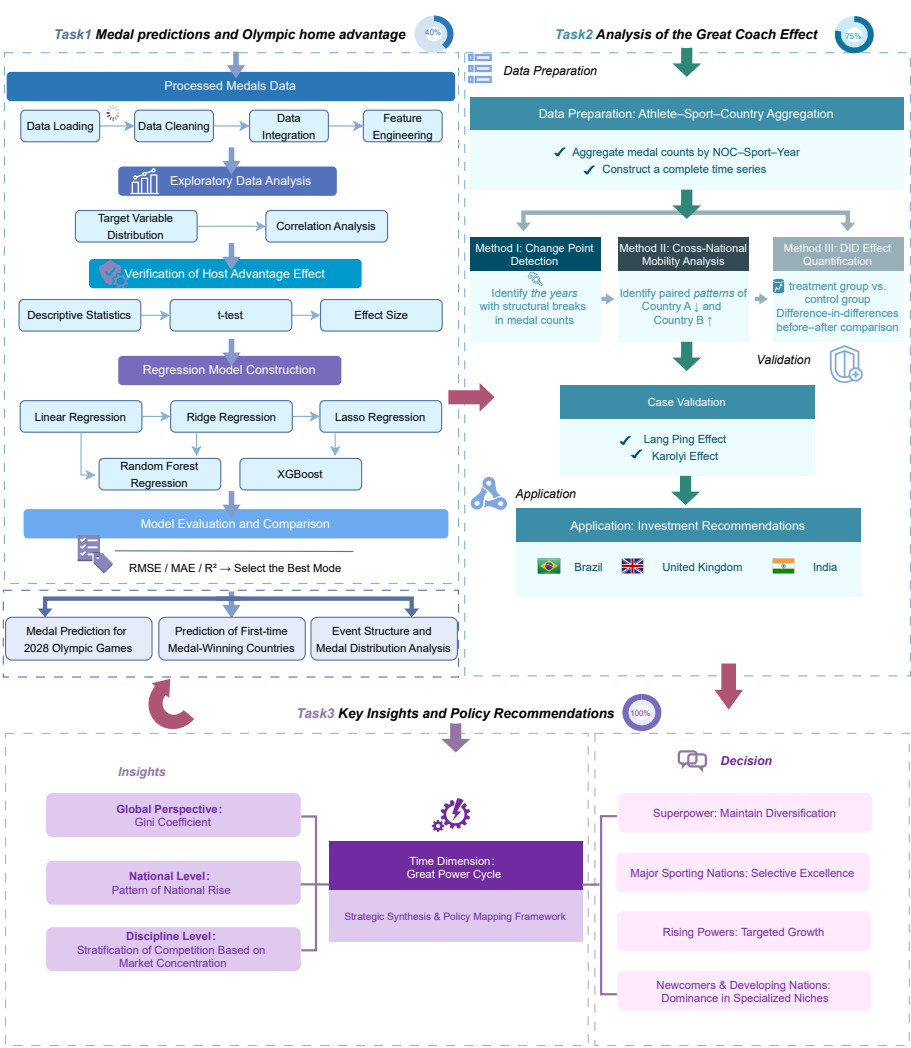 Task1 Medal predictions and Olympic home advantage
40%
Processed Medals Data
Data Loading
Data Cleaning
Data
Integration
Feature
Engineering
Exploratory Data Analysis
Target Variable
Distribution
Correlation Analysis
Verification of Host Advantage Effect
Descriptive Statistics
t-test
Effect Size
Regression Model Construction
Linear Regression
Ridge Regression
Lasso Regression
Random Forest
Regression
XGBoost
Model Evaluation and Comparison
RMSE / MAE / R² → Select the Best Mode
Medal Prediction for
2028 Olympic Games
Prediction of First-time
Medal-Winning Countries
Event Structure and
Medal Distribution Analysis
Task2 Analysis of the Great Coach Effect
75%
Data Preparation
Data Preparation: Athlete–Sport–Country Aggregation
Aggregate medal counts by NOC–Sport–Year
Construct a complete time series
Method I: Change Point
Detection
Identify the years
with structural breaks
in medal counts
Method II: Cross-National
Mobility Analysis
Identify paired patterns of
Country A ↓ and
Country B ↑
Method III: DID Effect
Quantification
treatment group vs.
control group
Difference-in-differences
before–after comparison
Validation
Case Validation
Lang Ping Effect
Karolyi Effect
Application
Application: Investment Recommendations
Brazil
United Kingdom
India
Task3 Key Insights and Policy Recommendations
100%
Insights
Global Perspective:
Gini Coefficient
National Level:
Pattern of National Rise
Discipline Level:
Stratification of Competition Based on
Market Concentration
Time Dimension:
Great Power Cycle
Strategic Synthesis & Policy Mapping Framework
Decision
Superpower: Maintain Diversification
Major Sporting Nations: Selective Excellence
Rising Powers: Targeted Growth
Newcomers & Developing Nations:
Dominance in Specialized Niches